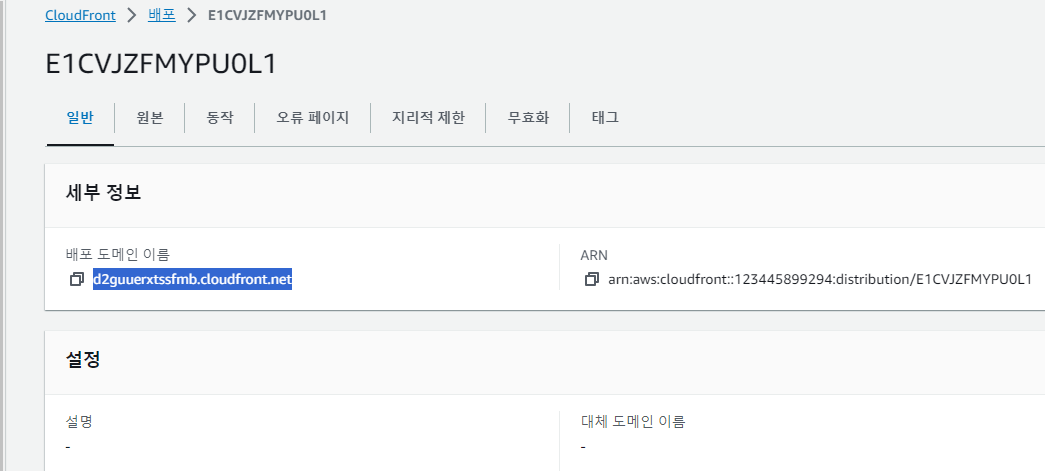 CloudFront > 배포 > E1CVJZFMYPU0L1
E1CVJZFMYPU0L1
일반 원본 동작 오류 페이지 지리적 제한 무효화 태그
세부 정보
배포 도메인 이름
d2guuerxtssfmb.cloudfront.net
ARN
arn:aws:cloudfront::123445899294:distribution/E1CVJZFMYPU0L1
설정
설명
-
대체 도메인 이름
-